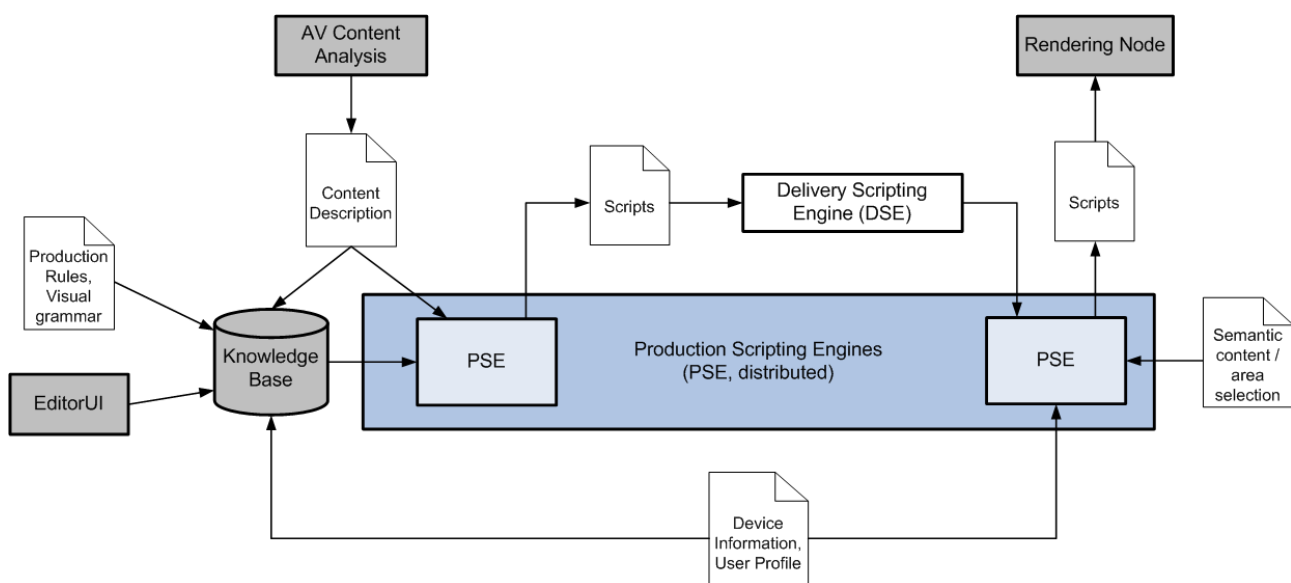 AV Content
Analysis
Rendering Node
Content
Description
Scripts
Delivery Scripting
Engine (DSE)
Scripts
Production
Rules,
Visual
grammar
Knowledge
Base
EditorUI
PSE
Production Scripting Engines
(PSE, distributed)
PSE
Semantic
content /
area
selection
Device
Information,
User Profile